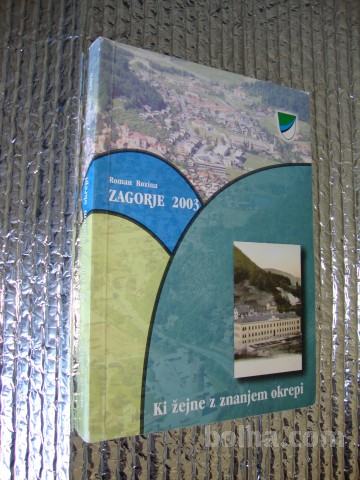 Roman Rozina
ZAGORJE 2003
Ki žejne z znanjem okrepi
bolha.com